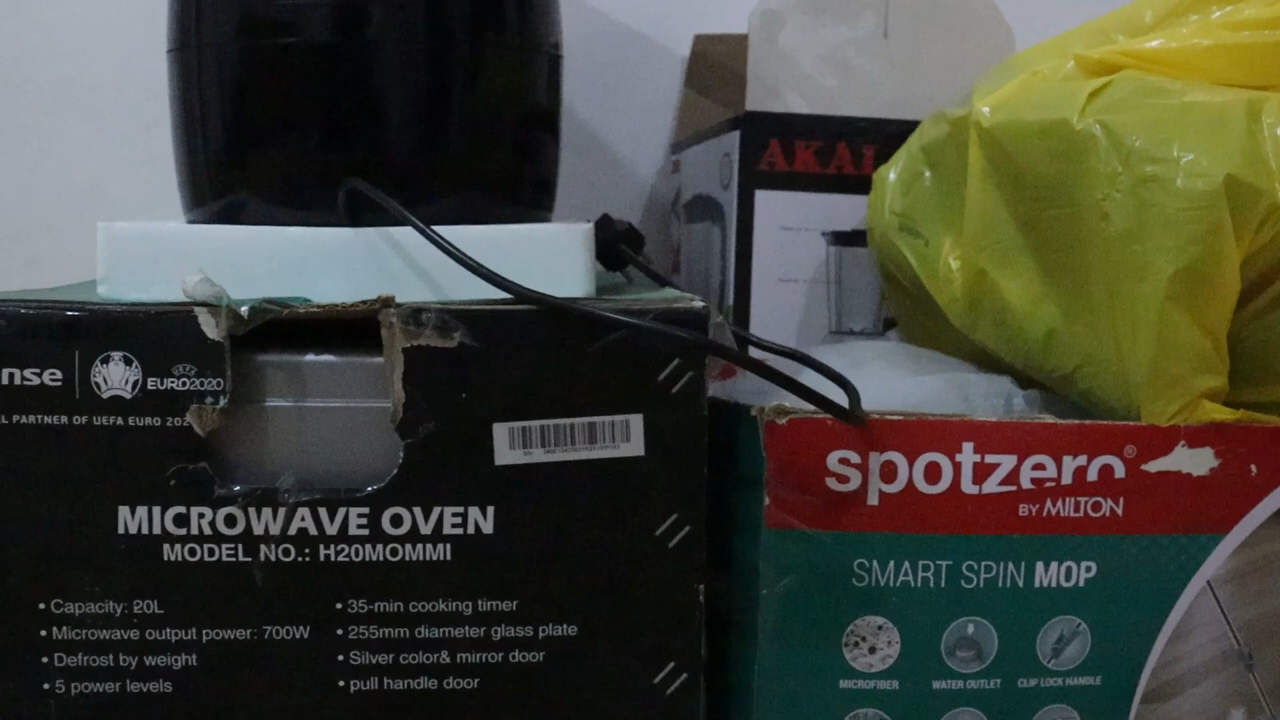 AKAI
nse
UEFA
EURO2020
L PARTNER OF UEFA EURO 202
MICROWAVE OVEN
MODEL NO.: H20MOMMI
• Capacity: 20L
• Microwave output power: 700W
• Defrost by weight
• 5 power levels
• 35-min cooking timer
• 255mm diameter glass plate
• Silver color& mirror door
• pull handle door
spotzero®
BY MILTON
SMART SPIN MOP
MICROFIBER
WATER OUTLET
CLIP LOCK HANDLE